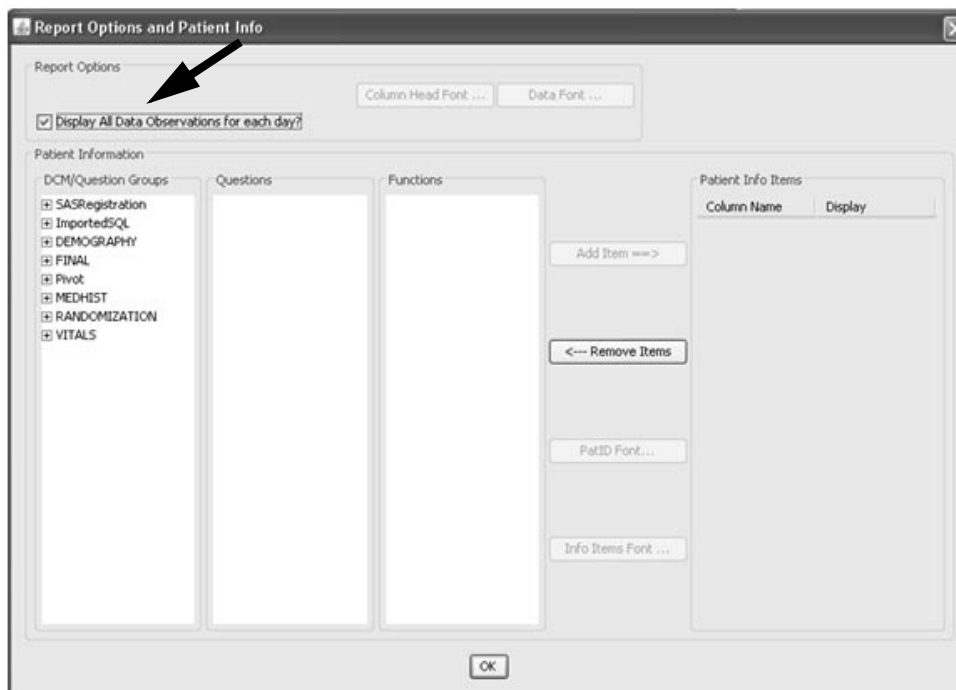 Report Options and Patient Info
Report Options
Column Head Font ...
Data Font ...
Display All Data Observations for each day?
Patient Information
DCM/Question Groups
Questions
Functions
Patient Info Items
SASRegistration
ImportedSQL
DEMOGRAPHY
FINAL
Pivot
MEDHIST
RANDOMIZATION
VITALS
Column Name
Display
Add Item ==>
<--- Remove Items
PatID Font...
Info Items Font ...
OK